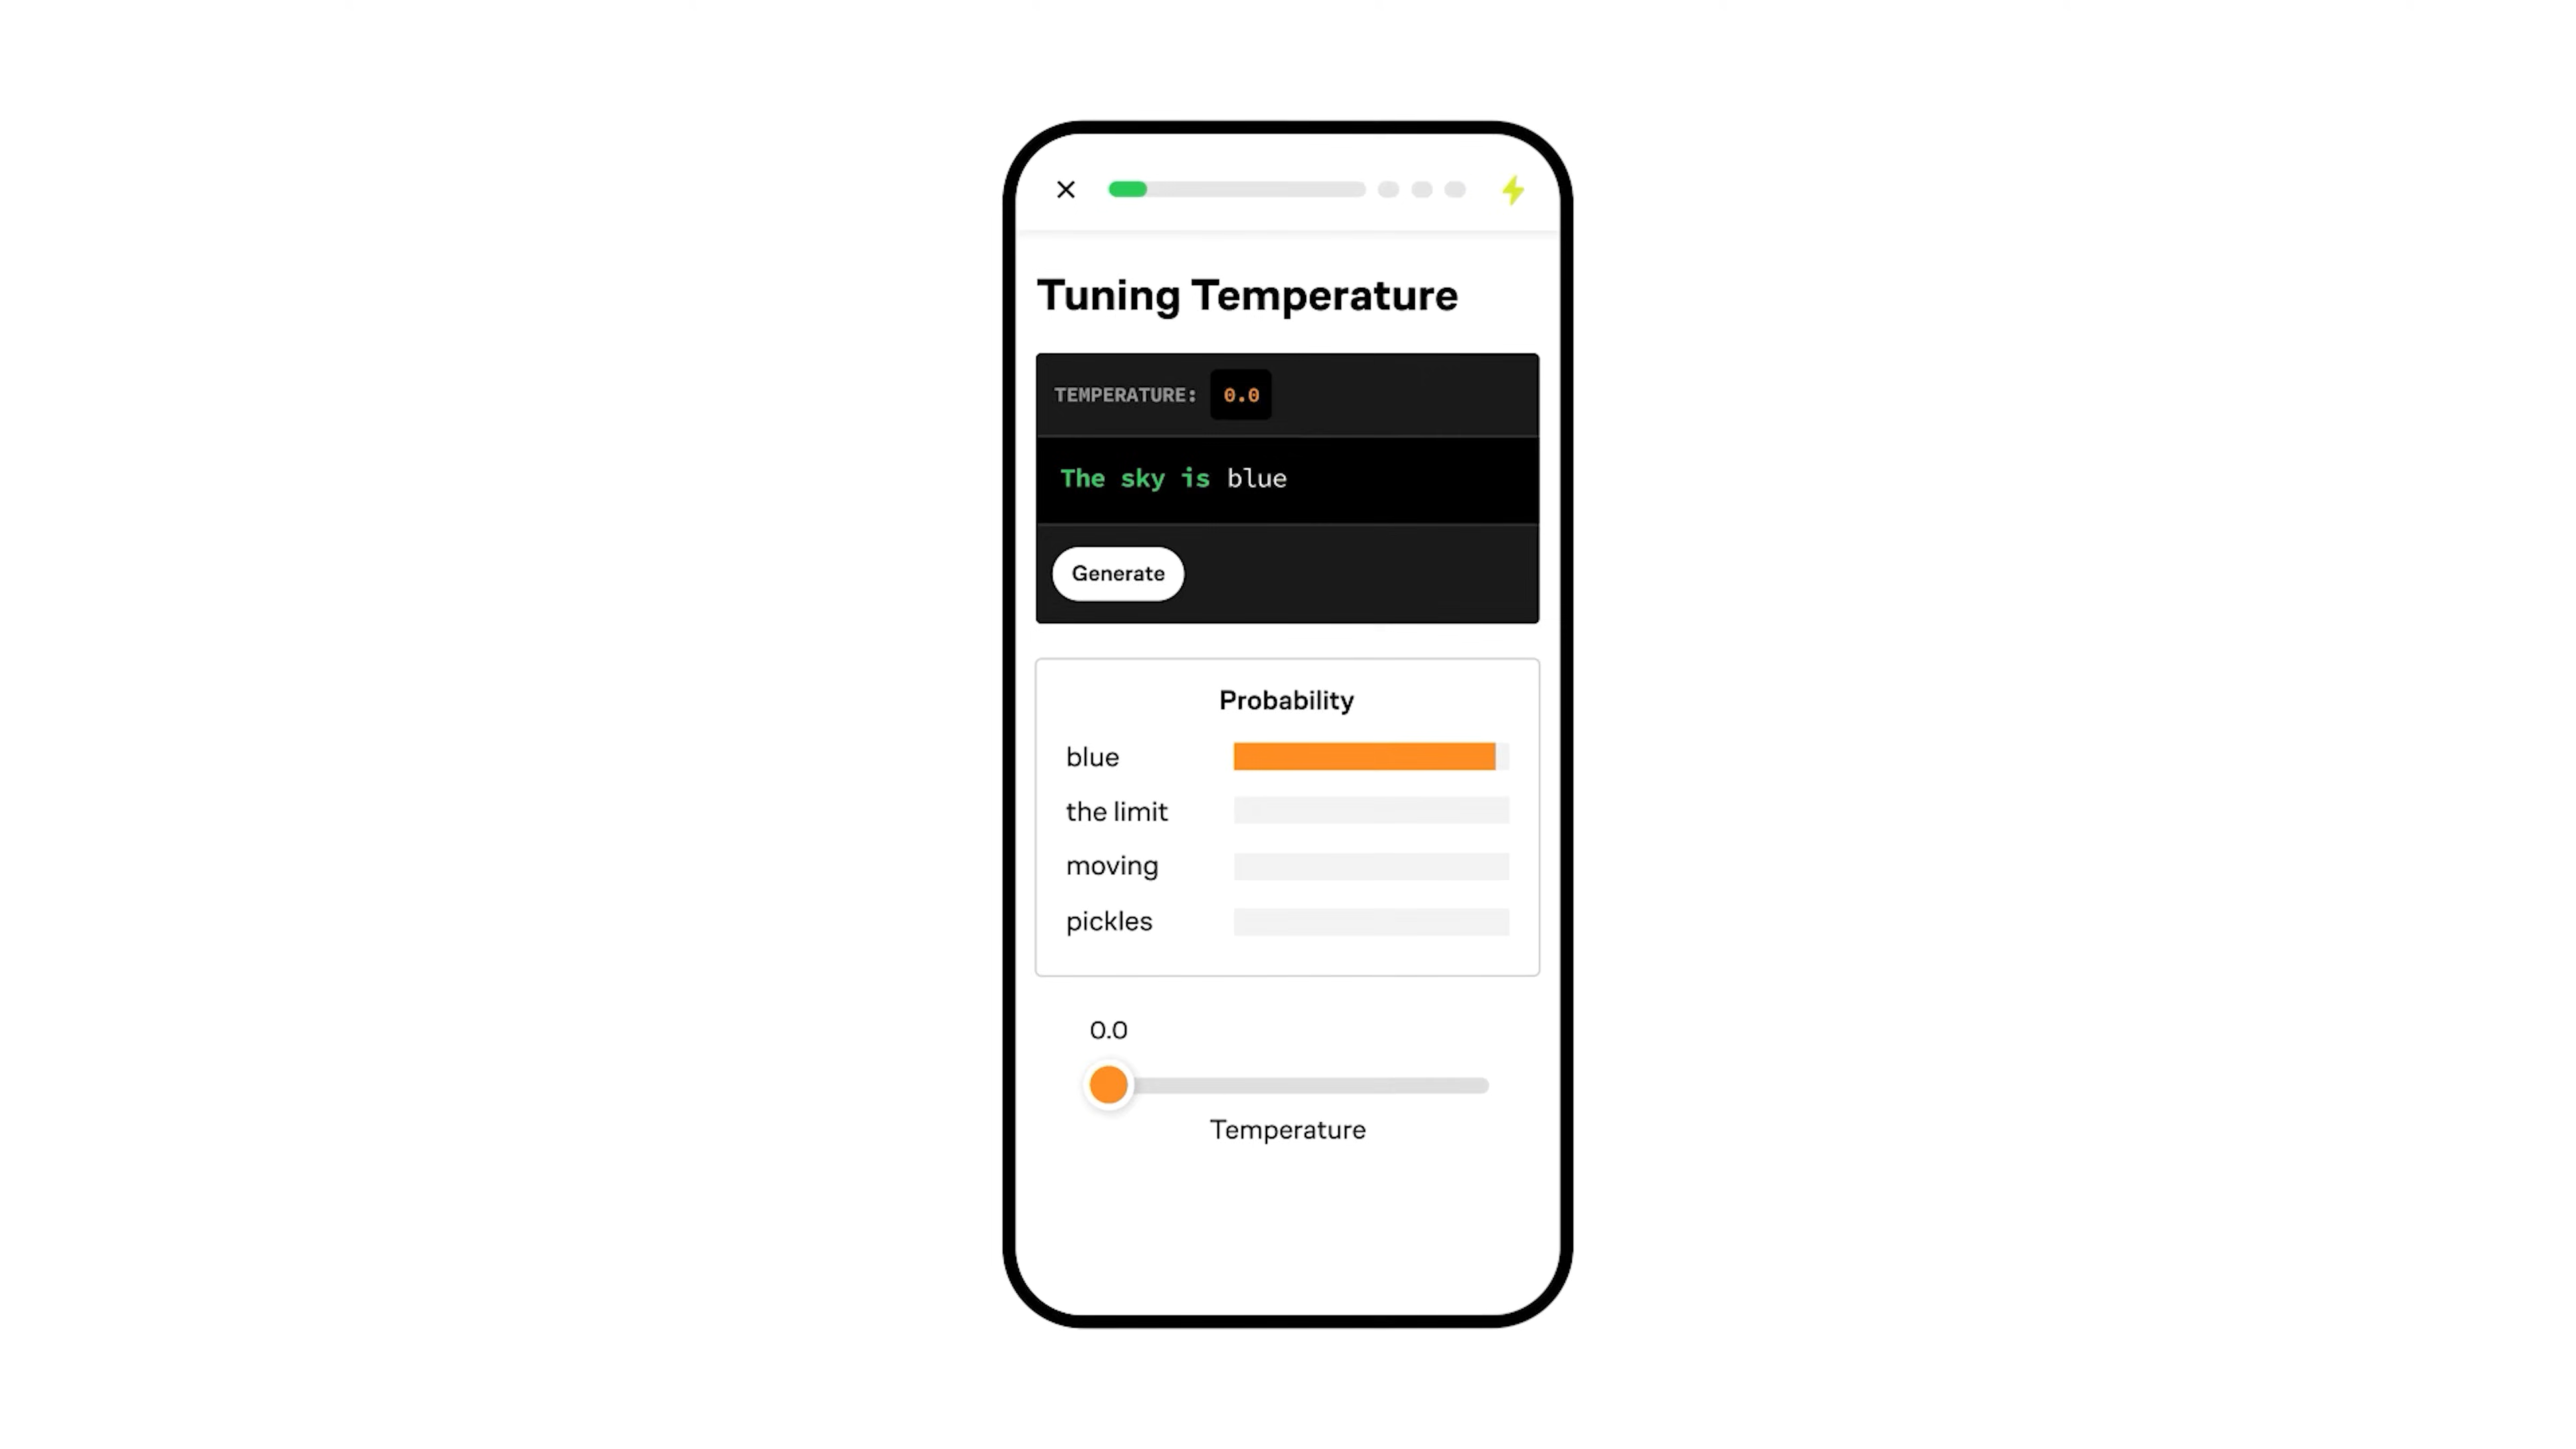 Tuning Temperature
TEMPERATURE: 0.0
The sky is blue
Generate
Probability
blue
the limit
moving
pickles
0.0
Temperature